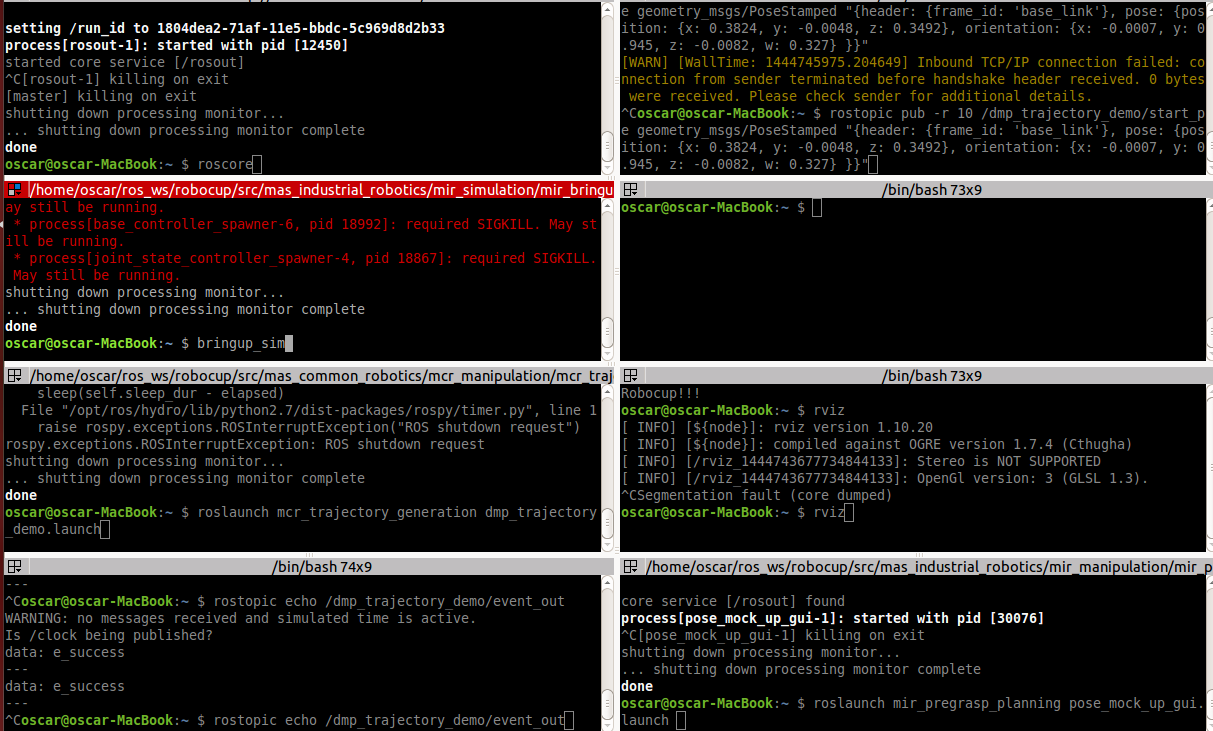 setting /run_id to 1804dea2-71af-11e5-bbdc-5c969d8d2b33
process[rosout-1]: started with pid [12450]
started core service [/rosout]
^C[rosout-1] killing on exit
[master] killing on exit
shutting down processing monitor...
... shutting down processing monitor complete
done
oscar@oscar-MacBook:~ $ roscore
e geometry_msgs/PoseStamped "{header: {frame_id: 'base_link'}, pose: {pos
ition: {x: 0.3824, y: -0.0048, z: 0.3492}, orientation: {x: -0.0007, y: 0
.945, z: -0.0082, w: 0.327} }}"
[WARN] [WallTime: 1444745975.204649] Inbound TCP/IP connection failed: co
nnection from sender terminated before handshake header received. 0 bytes
 were received. Please check sender for additional details.
^Coscar@oscar-MacBook:~ $ rostopic pub -r 10 /dmp_trajectory_demo/start_p
e geometry_msgs/PoseStamped "{header: {frame_id: 'base_link'}, pose: {pos
ition: {x: 0.3824, y: -0.0048, z: 0.3492}, orientation: {x: -0.0007, y: 0
.945, z: -0.0082, w: 0.327} }}"
/home/oscar/ros_ws/robocup/src/mas_industrial_robotics/mir_simulation/mir_bringu
ay still be running.
 * process[base_controller_spawner-6, pid 18992]: required SIGKILL. May st
ill be running.
 * process[joint_state_controller_spawner-4, pid 18867]: required SIGKILL.
 May still be running.
shutting down processing monitor...
... shutting down processing monitor complete
done
oscar@oscar-MacBook:~ $ bringup_sim
/bin/bash 73x9
oscar@oscar-MacBook:~ $
/home/oscar/ros_ws/robocup/src/mas_common_robotics/mcr_manipulation/mcr_traj
    sleep(self.sleep_dur - elapsed)
  File "/opt/ros/hydro/lib/python2.7/dist-packages/rospy/timer.py", line 1
    raise rospy.exceptions.ROSInterruptException("ROS shutdown request")
rospy.exceptions.ROSInterruptException: ROS shutdown request
shutting down processing monitor...
... shutting down processing monitor complete
done
oscar@oscar-MacBook:~ $ roslaunch mcr_trajectory_generation dmp_trajectory
_demo.launch
/bin/bash 73x9
Robocup!!!
oscar@oscar-MacBook:~ $ rviz
[ INFO] [${node}]: rviz version 1.10.20
[ INFO] [${node}]: compiled against OGRE version 1.7.4 (Cthugha)
[ INFO] [/rviz_1444743677734844133]: Stereo is NOT SUPPORTED
[ INFO] [/rviz_1444743677734844133]: OpenGl version: 3 (GLSL 1.3).
^CSegmentation fault (core dumped)
oscar@oscar-MacBook:~ $ rviz
/bin/bash 74x9
---
^Coscar@oscar-MacBook:~ $ rostopic echo /dmp_trajectory_demo/event_out
WARNING: no messages received and simulated time is active.
Is /clock being published?
data: e_success
---
data: e_success
---
^Coscar@oscar-MacBook:~ $ rostopic echo /dmp_trajectory_demo/event_out
/home/oscar/ros_ws/robocup/src/mas_industrial_robotics/mir_manipulation/mir_p
core service [/rosout] found
process[pose_mock_up_gui-1]: started with pid [30076]
^C[pose_mock_up_gui-1] killing on exit
shutting down processing monitor...
... shutting down processing monitor complete
done
oscar@oscar-MacBook:~ $ roslaunch mir_pregrasp_planning pose_mock_up_gui.
launch